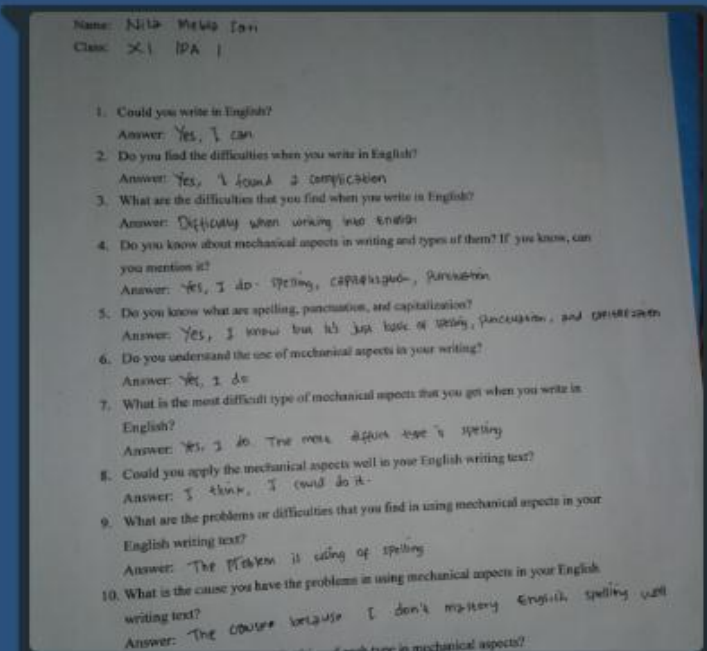 Name: Nita Melia Sari
Class: XI IPA 1
1. Could you write in English?
Answer: Yes, I can
2. Do you find the difficulties when you write in English?
Answer: Yes, I found a complication
3. What are the difficulties that you find when you write in English?
Answer: Difficulty when writing into English
4. Do you know about mechanical aspects in writing and types of them? If you know, can
you mention it?
Answer: Yes, I do. Spelling, capitalization, Punctuation
5. Do you know what are spelling, punctuation, and capitalization?
Answer: Yes, I know but it's just basic of spelling, punctuation, and capitalization
6. Do you understand the use of mechanical aspects in your writing?
Answer: Yes, I do
7. What is the most difficult type of mechanical aspects that you get when you write in
English?
Answer: Yes, I do. The most type is spelling
8. Could you apply the mechanical aspects well in your English writing text?
Answer: I think, I could do it.
9. What are the problems or difficulties that you find in using mechanical aspects in your
English writing text?
Answer: The Problem is using of spelling
10. What is the cause you have the problems in using mechanical aspects in your English
writing text?
Answer: The because I don't mastery English spelling well
type in mechanical aspects?